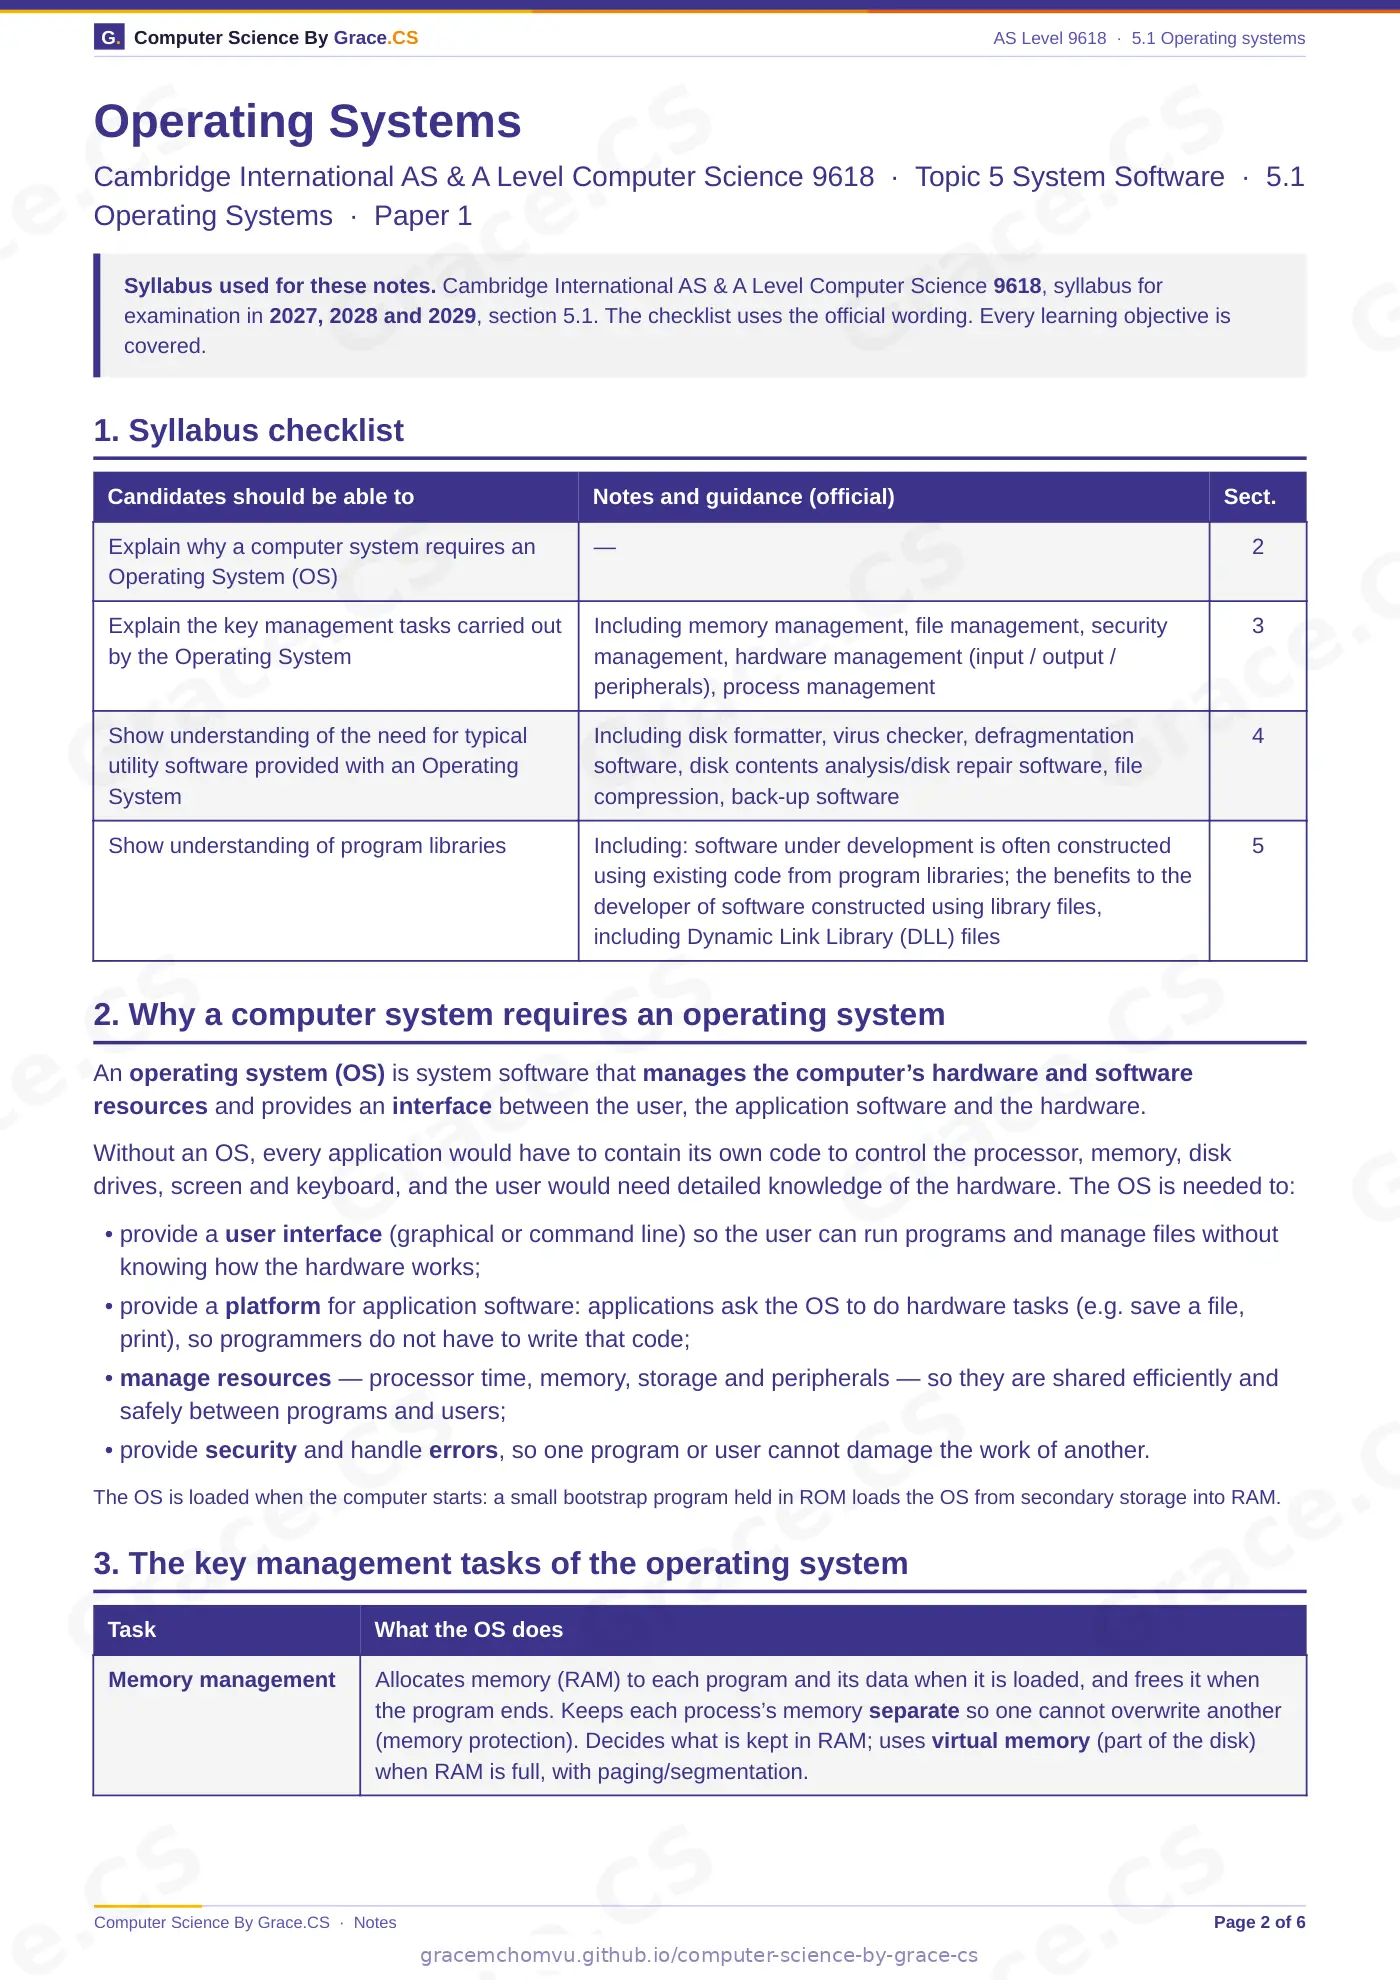 G. Computer Science By Grace.CS
AS Level 9618 · 5.1 Operating systems
Operating Systems
Cambridge International AS & A Level Computer Science 9618 · Topic 5 System Software · 5.1
Operating Systems · Paper 1
Syllabus used for these notes. Cambridge International AS & A Level Computer Science 9618, syllabus for
examination in 2027, 2028 and 2029, section 5.1. The checklist uses the official wording. Every learning objective is
covered.
1. Syllabus checklist
Candidates should be able to
Notes and guidance (official)
Sect.
Explain why a computer system requires an
Operating System (OS)
—
2
Explain the key management tasks carried out
by the Operating System
Including memory management, file management, security
management, hardware management (input / output /
peripherals), process management
3
Show understanding of the need for typical
utility software provided with an Operating
System
Including disk formatter, virus checker, defragmentation
software, disk contents analysis/disk repair software, file
compression, back-up software
4
Show understanding of program libraries
Including: software under development is often constructed
using existing code from program libraries; the benefits to the
developer of software constructed using library files,
including Dynamic Link Library (DLL) files
5
2. Why a computer system requires an operating system
An operating system (OS) is system software that manages the computer’s hardware and software
resources and provides an interface between the user, the application software and the hardware.
Without an OS, every application would have to contain its own code to control the processor, memory, disk
drives, screen and keyboard, and the user would need detailed knowledge of the hardware. The OS is needed to:
• provide a user interface (graphical or command line) so the user can run programs and manage files without
knowing how the hardware works;
• provide a platform for application software: applications ask the OS to do hardware tasks (e.g. save a file,
print), so programmers do not have to write that code;
• manage resources — processor time, memory, storage and peripherals — so they are shared efficiently and
safely between programs and users;
• provide security and handle errors, so one program or user cannot damage the work of another.
The OS is loaded when the computer starts: a small bootstrap program held in ROM loads the OS from secondary storage into RAM.
3. The key management tasks of the operating system
Task
What the OS does
Memory management
Allocates memory (RAM) to each program and its data when it is loaded, and frees it when
the program ends. Keeps each process’s memory separate so one cannot overwrite another
(memory protection). Decides what is kept in RAM; uses virtual memory (part of the disk)
when RAM is full, with paging/segmentation.
Computer Science By Grace.CS · Notes
Page 2 of 6
gracemchomvu.github.io/computer-science-by-grace-cs